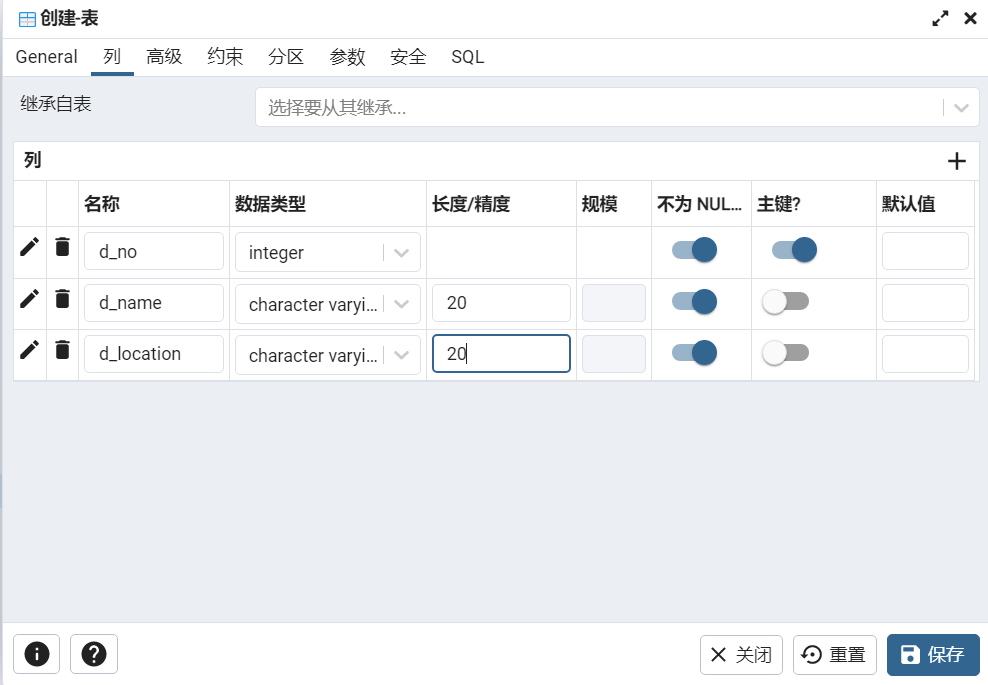 创建-表
General 列 高级 约束 分区 参数 安全 SQL
继承自表 选择要从其继承...
列
名称 数据类型 长度/精度 规模 不为 NUL... 主键? 默认值
d_no integer
d_name character varyi... 20
d_location character varyi... 20
关闭 重置 保存